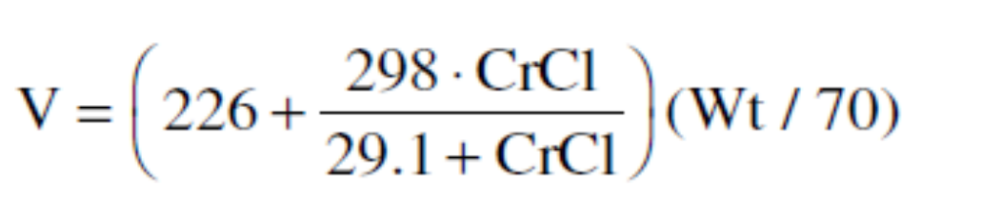 V = ( 226 + 298 · CrCl / 29.1 + CrCl ) (Wt / 70)